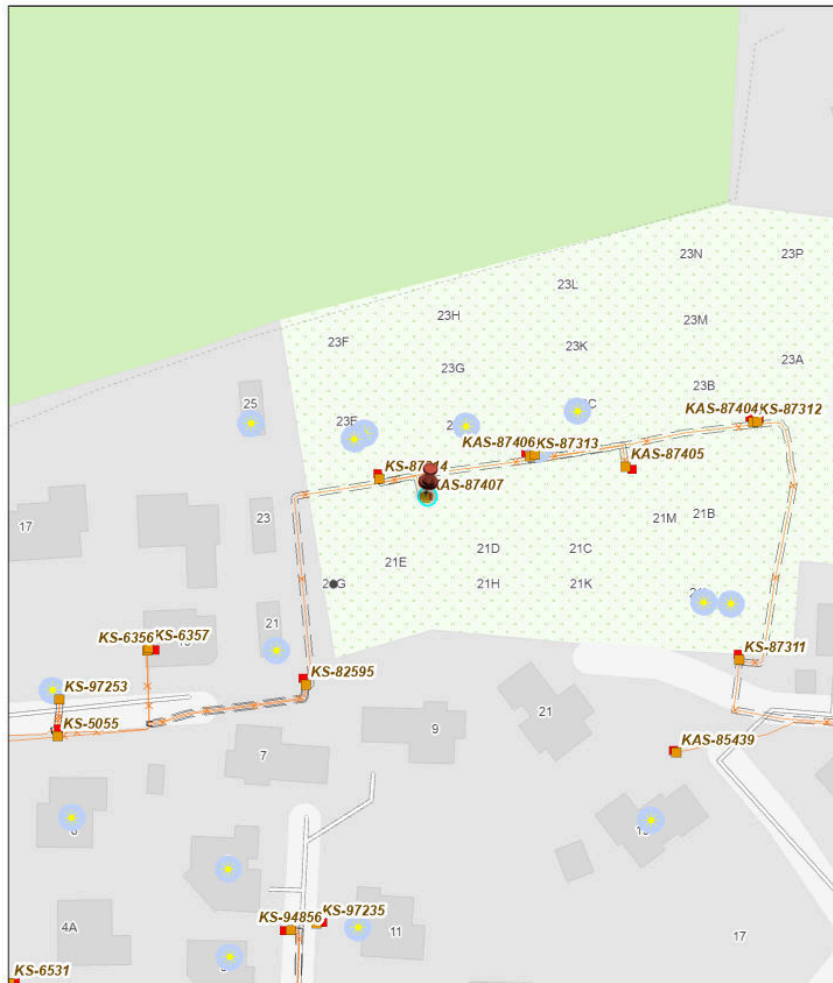 23N
23P
23L
23H
23M
23F
23K
23A
23G
23B
25
23E
KAS-87404
KS-87312
KAS-87406
KS-87313
KAS-87405
KAS-87407
21B
21M
23
17
21D
21C
21E
21H
21K
21
KS-6356
KS-6357
KS-87311
KS-82595
KS-97253
21
KS-5055
9
KAS-85439
7
KS-97235
KS-94856
4A
11
17
KS-6531